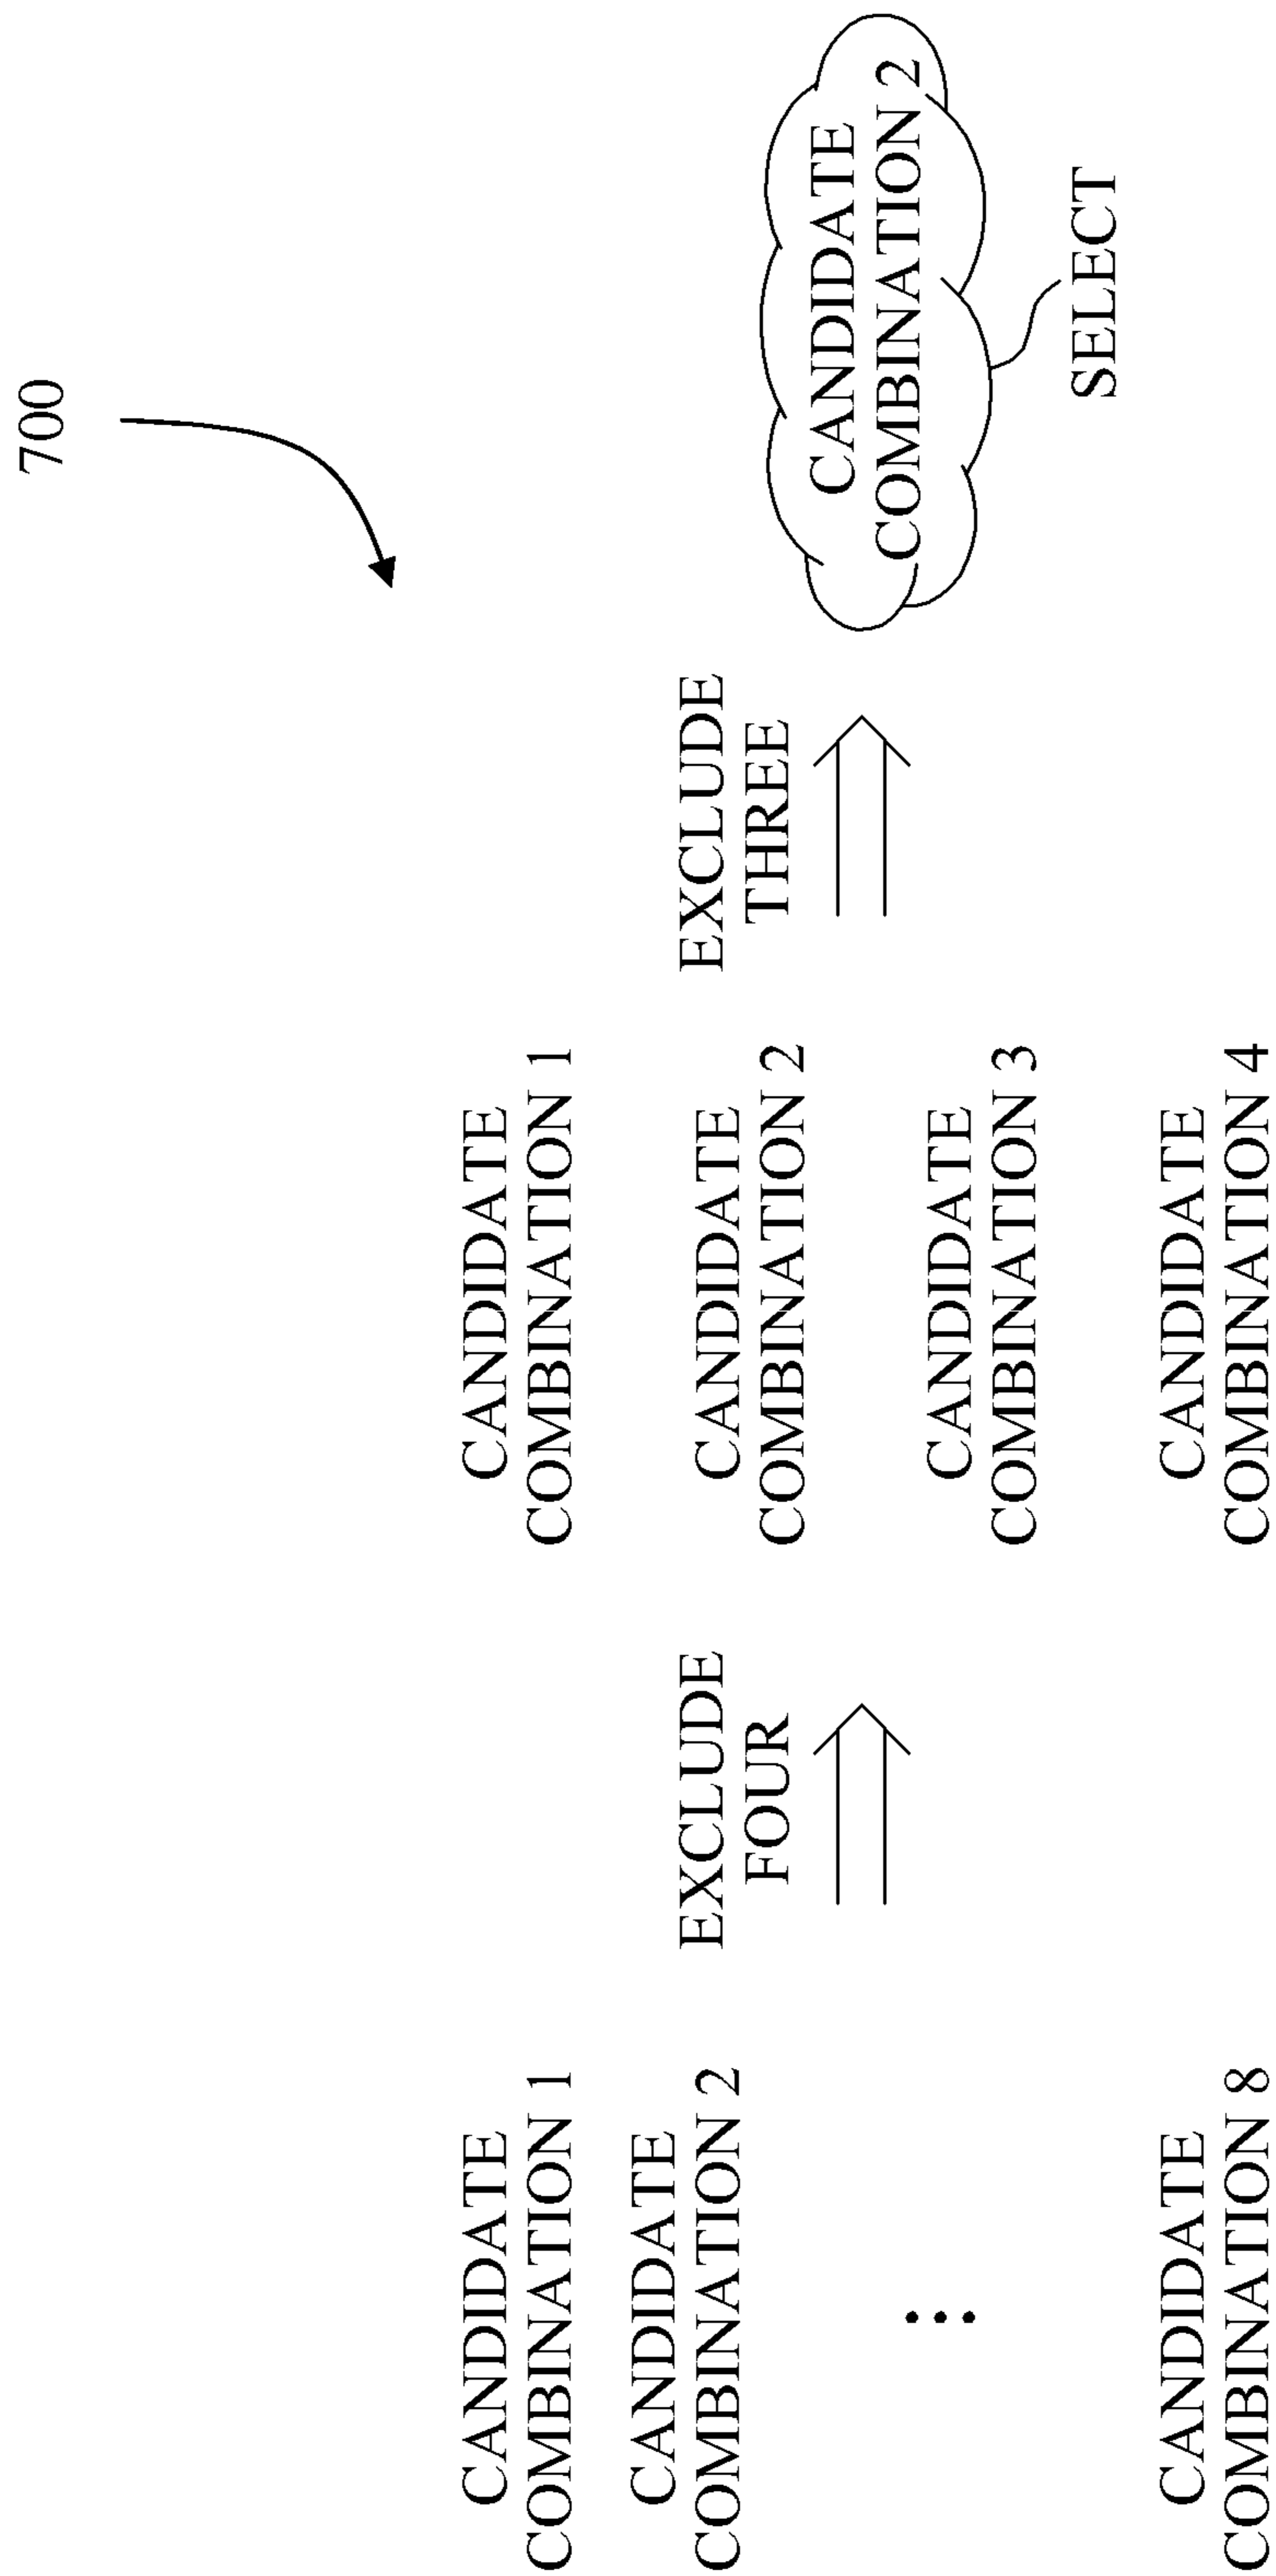 700
CANDIDATE
COMBINATION 1
CANDIDATE
COMBINATION 2
CANDIDATE
COMBINATION 8
EXCLUDE
FOUR
CANDIDATE
COMBINATION 1
CANDIDATE
COMBINATION 2
CANDIDATE
COMBINATION 3
CANDIDATE
COMBINATION 4
EXCLUDE
THREE
CANDIDATE
COMBINATION 2
SELECT